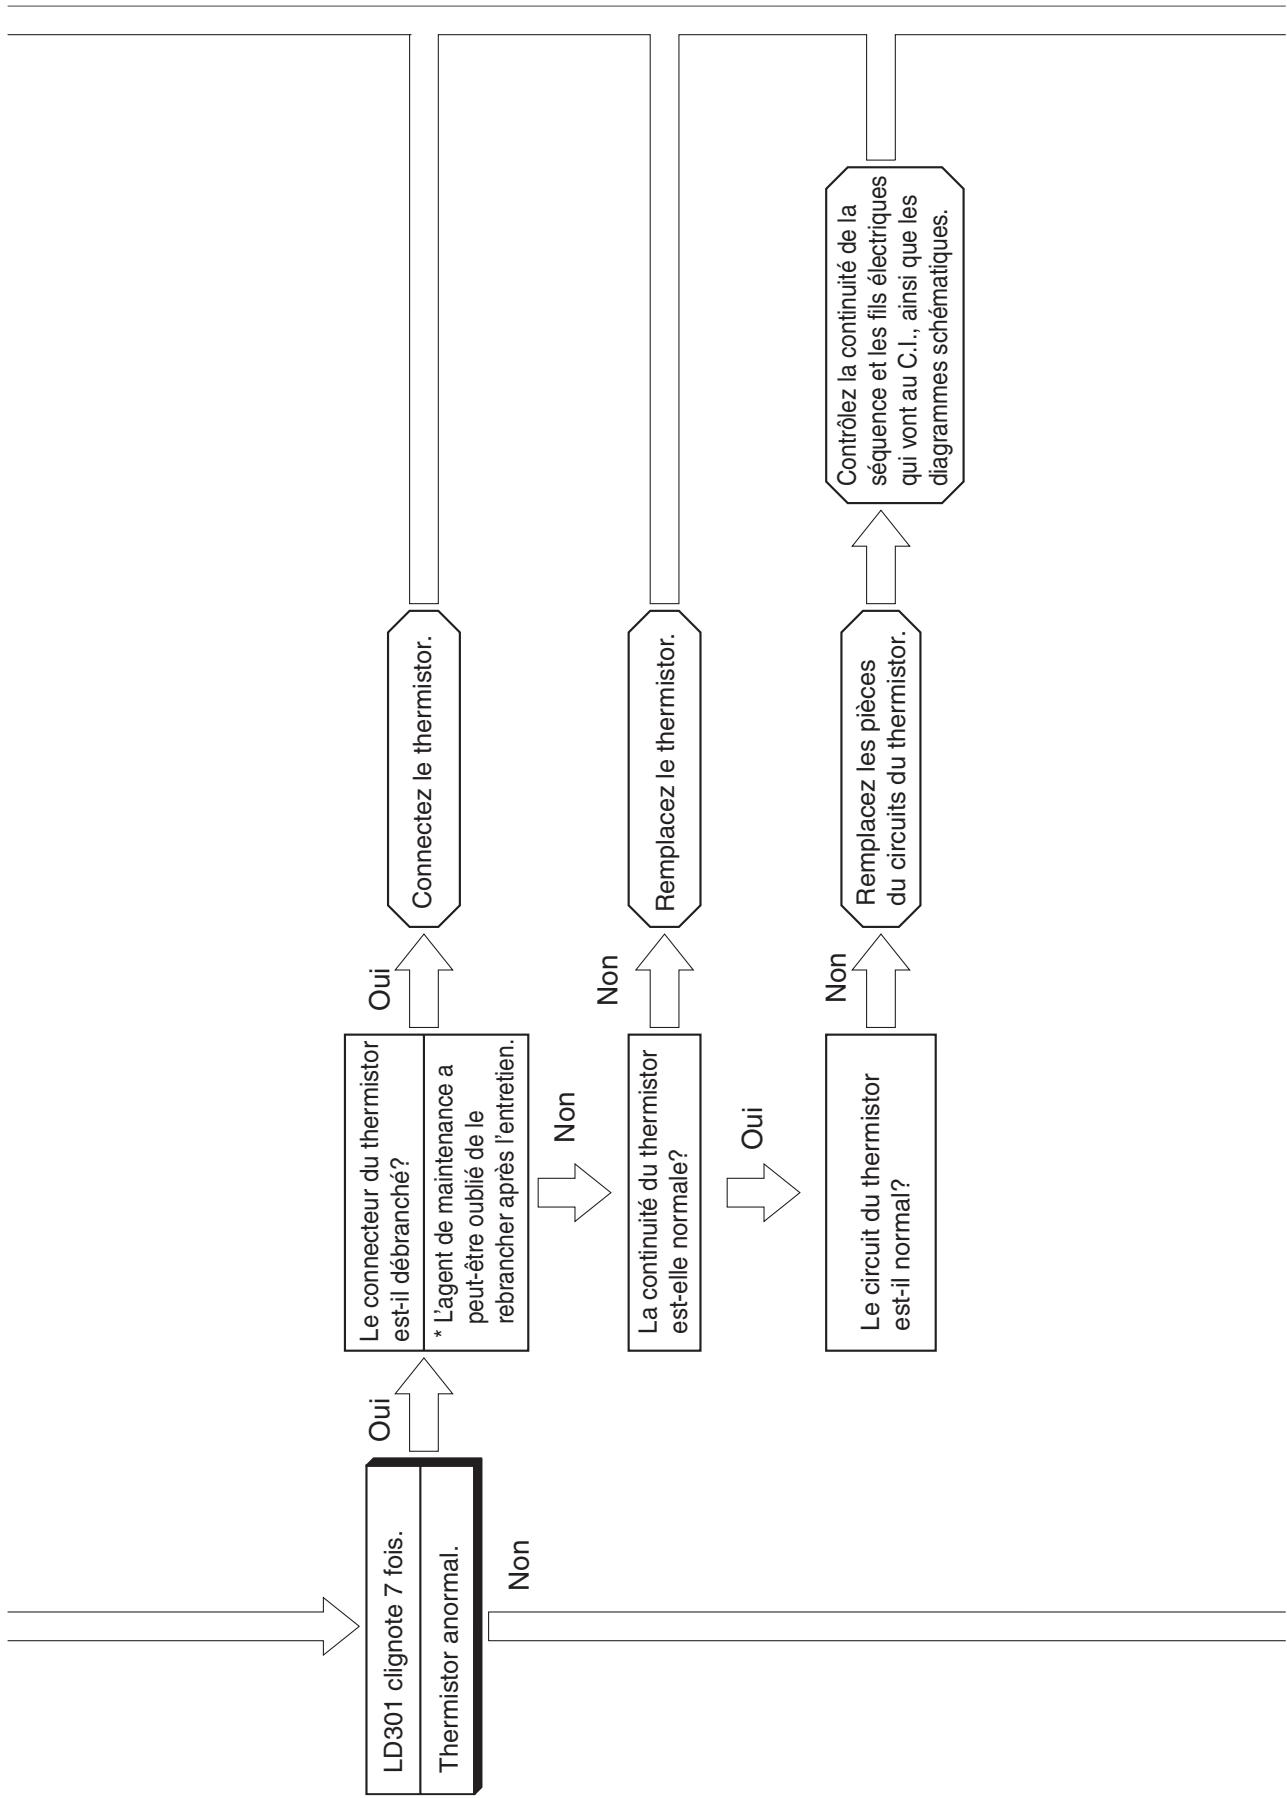 LD301 clignote 7 fois.
Thermistor anormal.
Oui
Non
Le connecteur du thermistor
est-il débranché?
* L'agent de maintenance a
peut-être oublié de le
rebrancher après l'entretien.
Oui
Connectez le thermistor.
Non
La continuité du thermistor
est-elle normale?
Non
Remplacez le thermistor.
Oui
Le circuit du thermistor
est-il normal?
Non
Remplacez les pièces
du circuits du thermistor.
Contrôlez la continuité de la
séquence et les fils électriques
qui vont au C.I., ainsi que les
diagrammes schématiques.